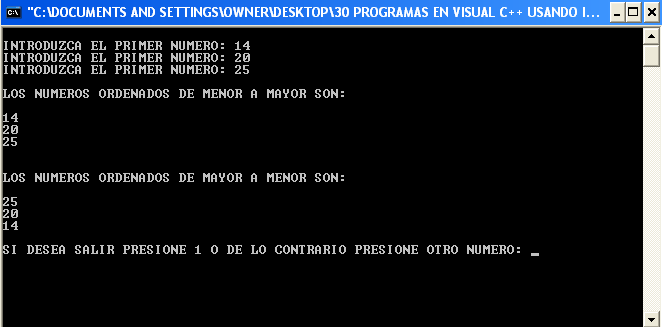 "C:\DOCUMENTS AND SETTINGS\OWNER\DESKTOP\30 PROGRAMAS EN VISUAL C++ USANDO I...
INTRODUZCA EL PRIMER NUMERO: 14
INTRODUZCA EL PRIMER NUMERO: 20
INTRODUZCA EL PRIMER NUMERO: 25
LOS NUMEROS ORDENADOS DE MENOR A MAYOR SON:
14
20
25
LOS NUMEROS ORDENADOS DE MAYOR A MENOR SON:
25
20
14
SI DESEA SALIR PRESIONE 1 O DE LO CONTRARIO PRESIONE OTRO NUMERO: _